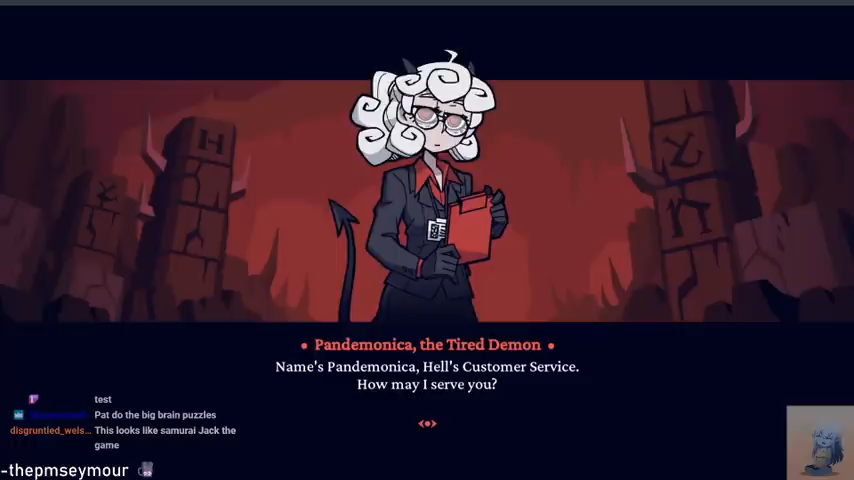 • Pandemonica, the Tired Demon •
Name's Pandemonica, Hell's Customer Service.
How may I serve you?
test
Pat do the big brain puzzles
disgruntled_wels... This looks like samurai Jack the
game
-thepmseymour